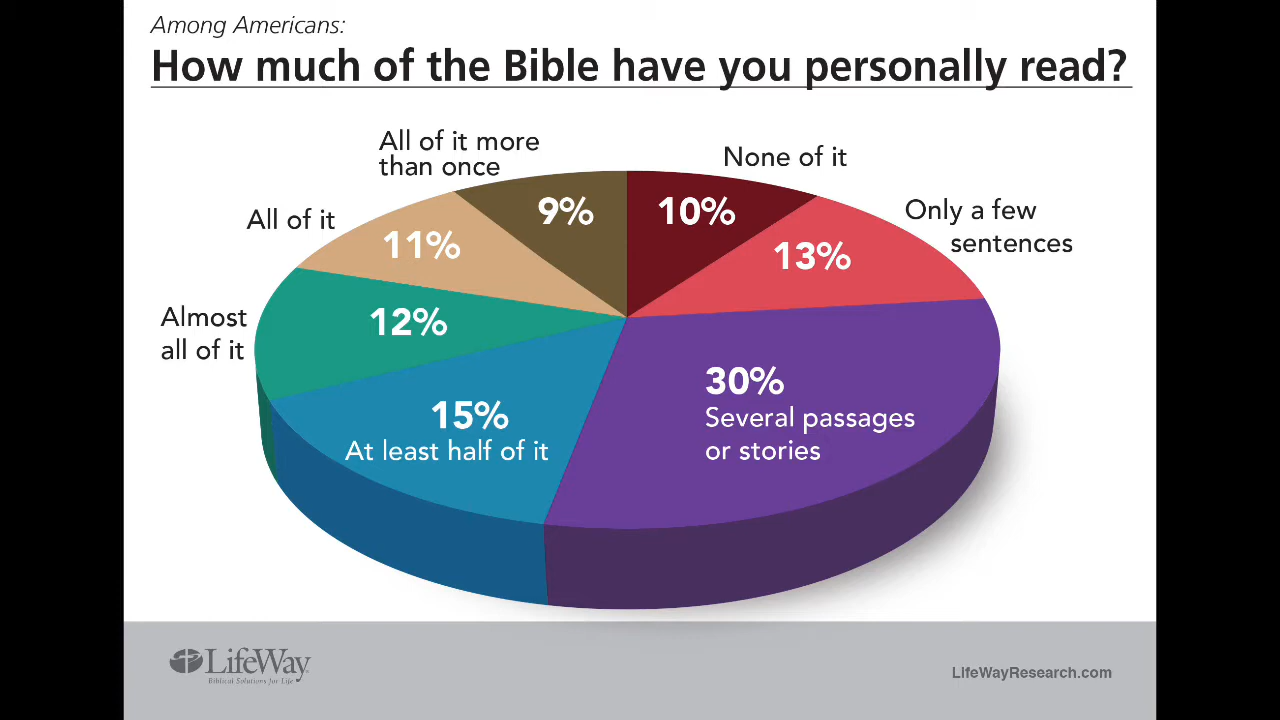 Among Americans:
How much of the Bible have you personally read?
All of it more
than once
9%
None of it
10%
Only a few
sentences
13%
All of it
11%
Almost
all of it
12%
30%
Several passages
or stories
15%
At least half of it
LifeWay
Biblical Solutions for Life
LifeWayResearch.com